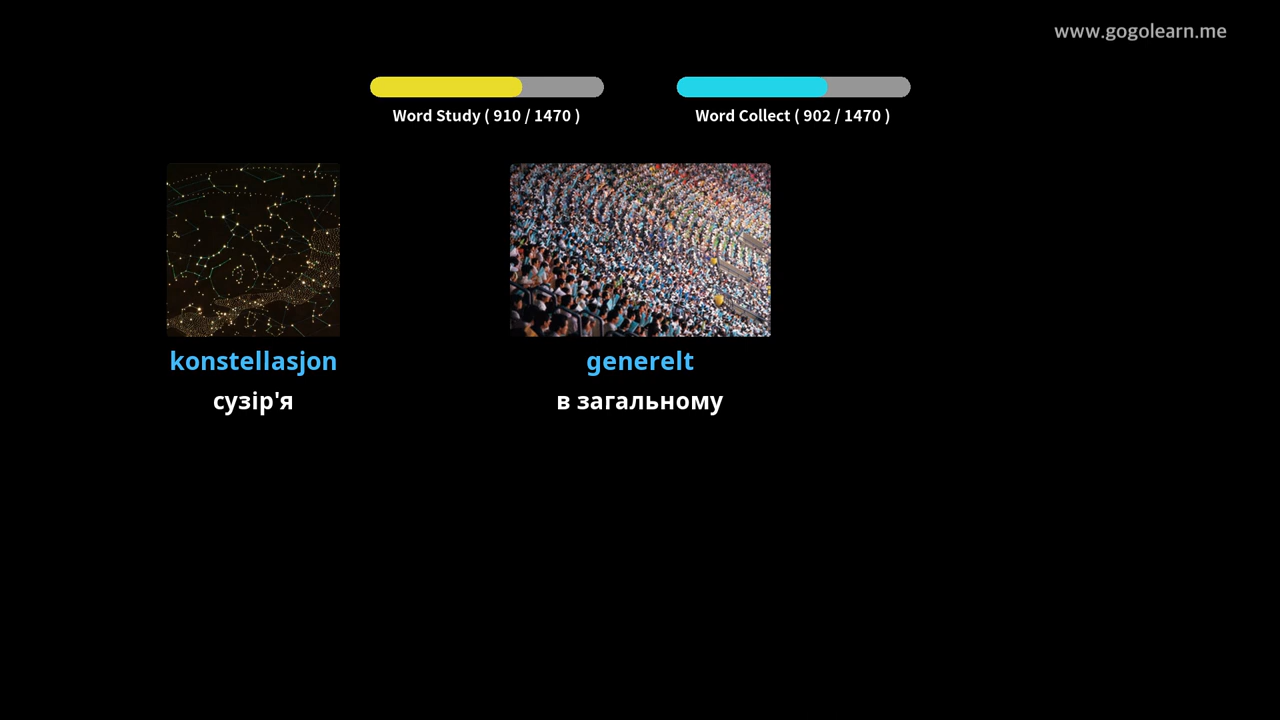 www.gogolearn.me
Word Study ( 910 / 1470 )
Word Collect ( 902 / 1470 )
konstellasjon
сузір'я
generelt
в загальному